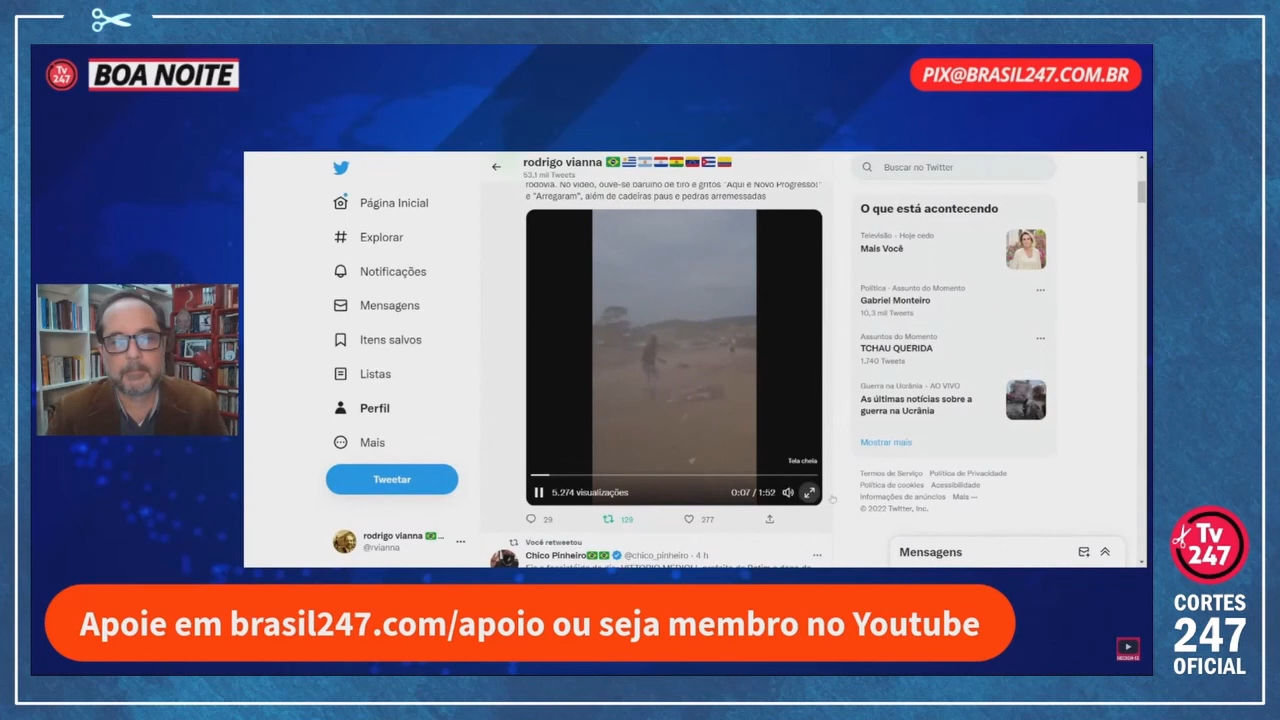 Tv 247
BOA NOITE
PIX@BRASIL247.COM.BR
rodrigo vianna
53,1 mil Tweets
Buscar no Twitter
Página Inicial
Explorar
Notificações
Mensagens
Itens salvos
Listas
Perfil
Mais
Tweetar
rodrigo vianna
@rvianna
rodovia. No vídeo, ouve-se barulho de tiro e gritos "Aqui é Novo Progresso!"
e "Arregaram", além de cadeiras paus e pedras arremessadas
Tela cheia
5.274 visualizações
0:07 / 1:52
29
129
277
Você retweetou
Chico Pinheiro @chico_pinheiro · 4 h
O que está acontecendo
Televisão · Hoje cedo
Mais Você
Política · Assunto do Momento
Gabriel Monteiro
10,3 mil Tweets
Assuntos do Momento
TCHAU QUERIDA
1.740 Tweets
Guerra na Ucrânia · AO VIVO
As últimas notícias sobre a
guerra na Ucrânia
Mostrar mais
Termos de Serviço Política de Privacidade
Política de cookies Acessibilidade
Informações de anúncios Mais ···
© 2022 Twitter, Inc.
Mensagens
Apoie em brasil247.com/apoio ou seja membro no Youtube
Tv
247
CORTES
247
OFICIAL